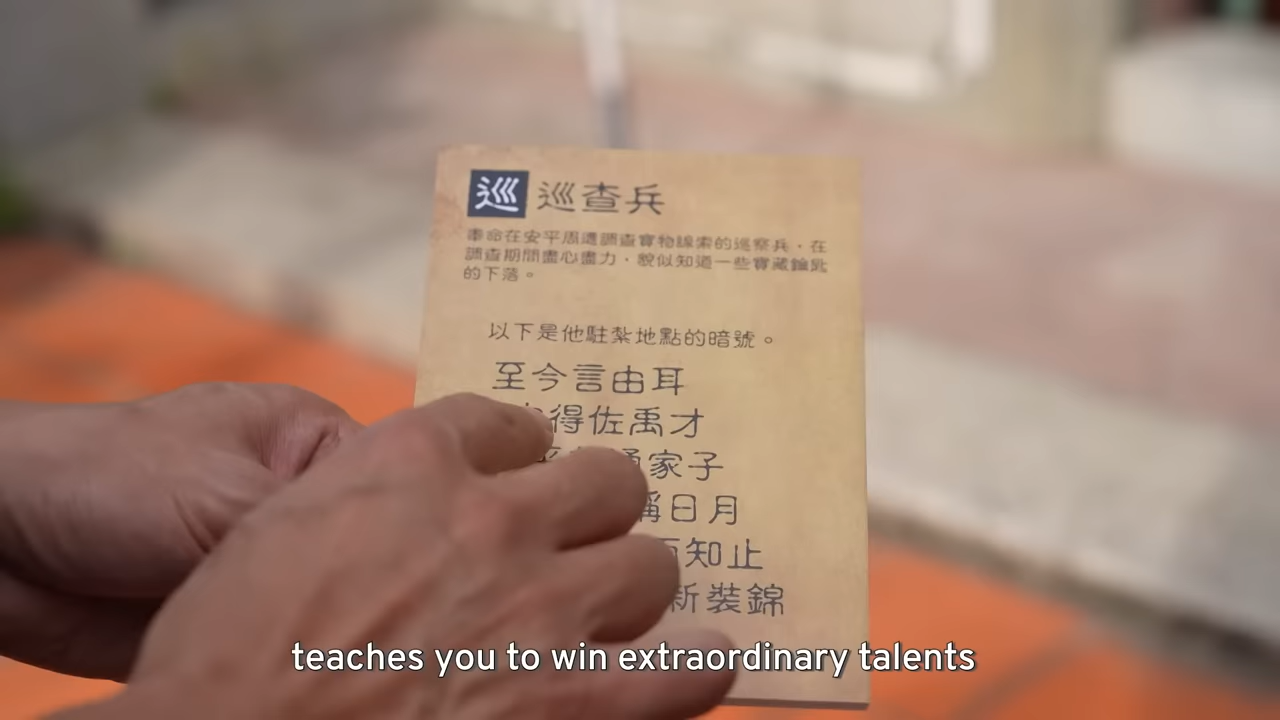 巡 巡查兵
奉命在安平周遭調查寶物線索的巡察兵，在
調查期間盡心盡力，貌似知道一些寶藏鑰匙
的下落。
以下是他駐紮地點的暗號。
至今言由耳
得佐禹才
通家子
稱日月
知止
新裝錦
teaches you to win extraordinary talents